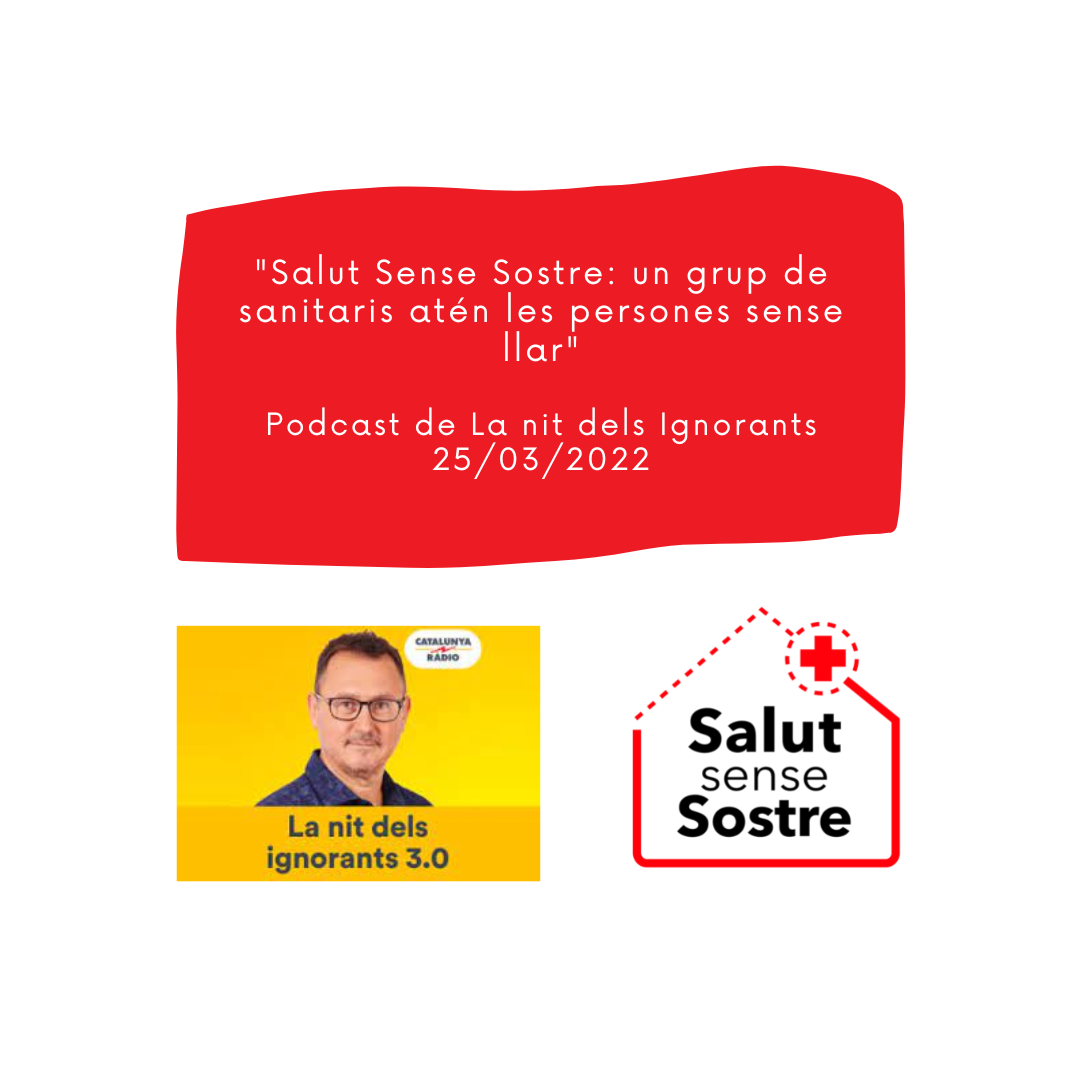 "Salut Sense Sostre: un grup de
sanitaris atén les persones sense
llar"
Podcast de La nit dels Ignorants
25/03/2022
CATALUNYA
RÀDIO
La nit dels
ignorants 3.0
Salut
sense
Sostre